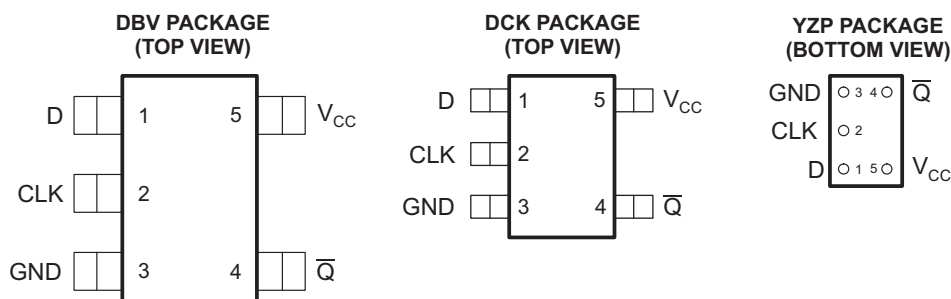 DBV PACKAGE
(TOP VIEW)
D 1 5 VCC
CLK 2
GND 3 4 Q̅
DCK PACKAGE
(TOP VIEW)
D 1 5 VCC
CLK 2
GND 3 4 Q̅
YZP PACKAGE
(BOTTOM VIEW)
GND 3 4 Q̅
CLK 2
D 1 5 VCC